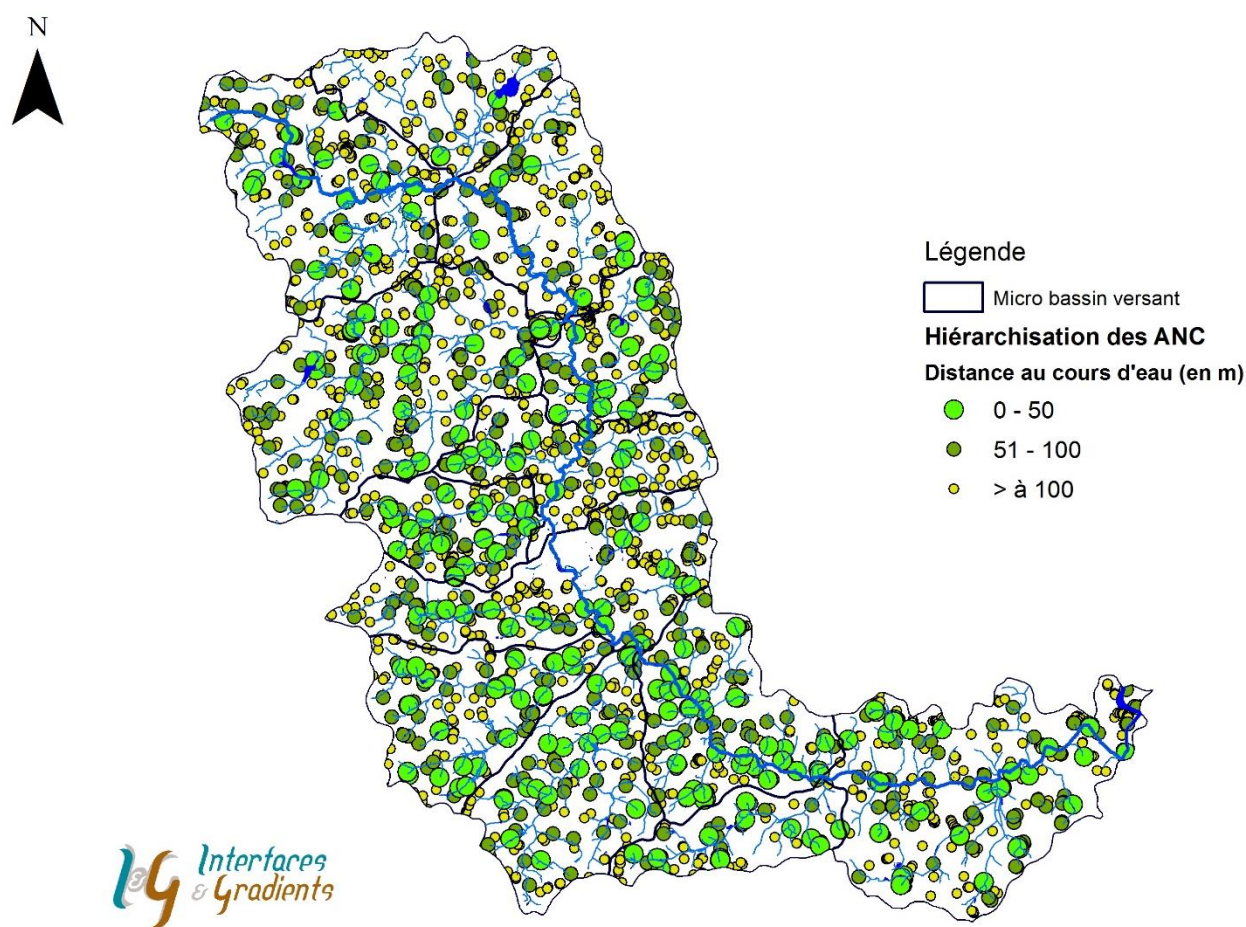 N
Légende
Micro bassin versant
Hiérarchisation des ANC
Distance au cours d'eau (en m)
0 - 50
51 - 100
> à 100
I&G Interfaces
& Gradients